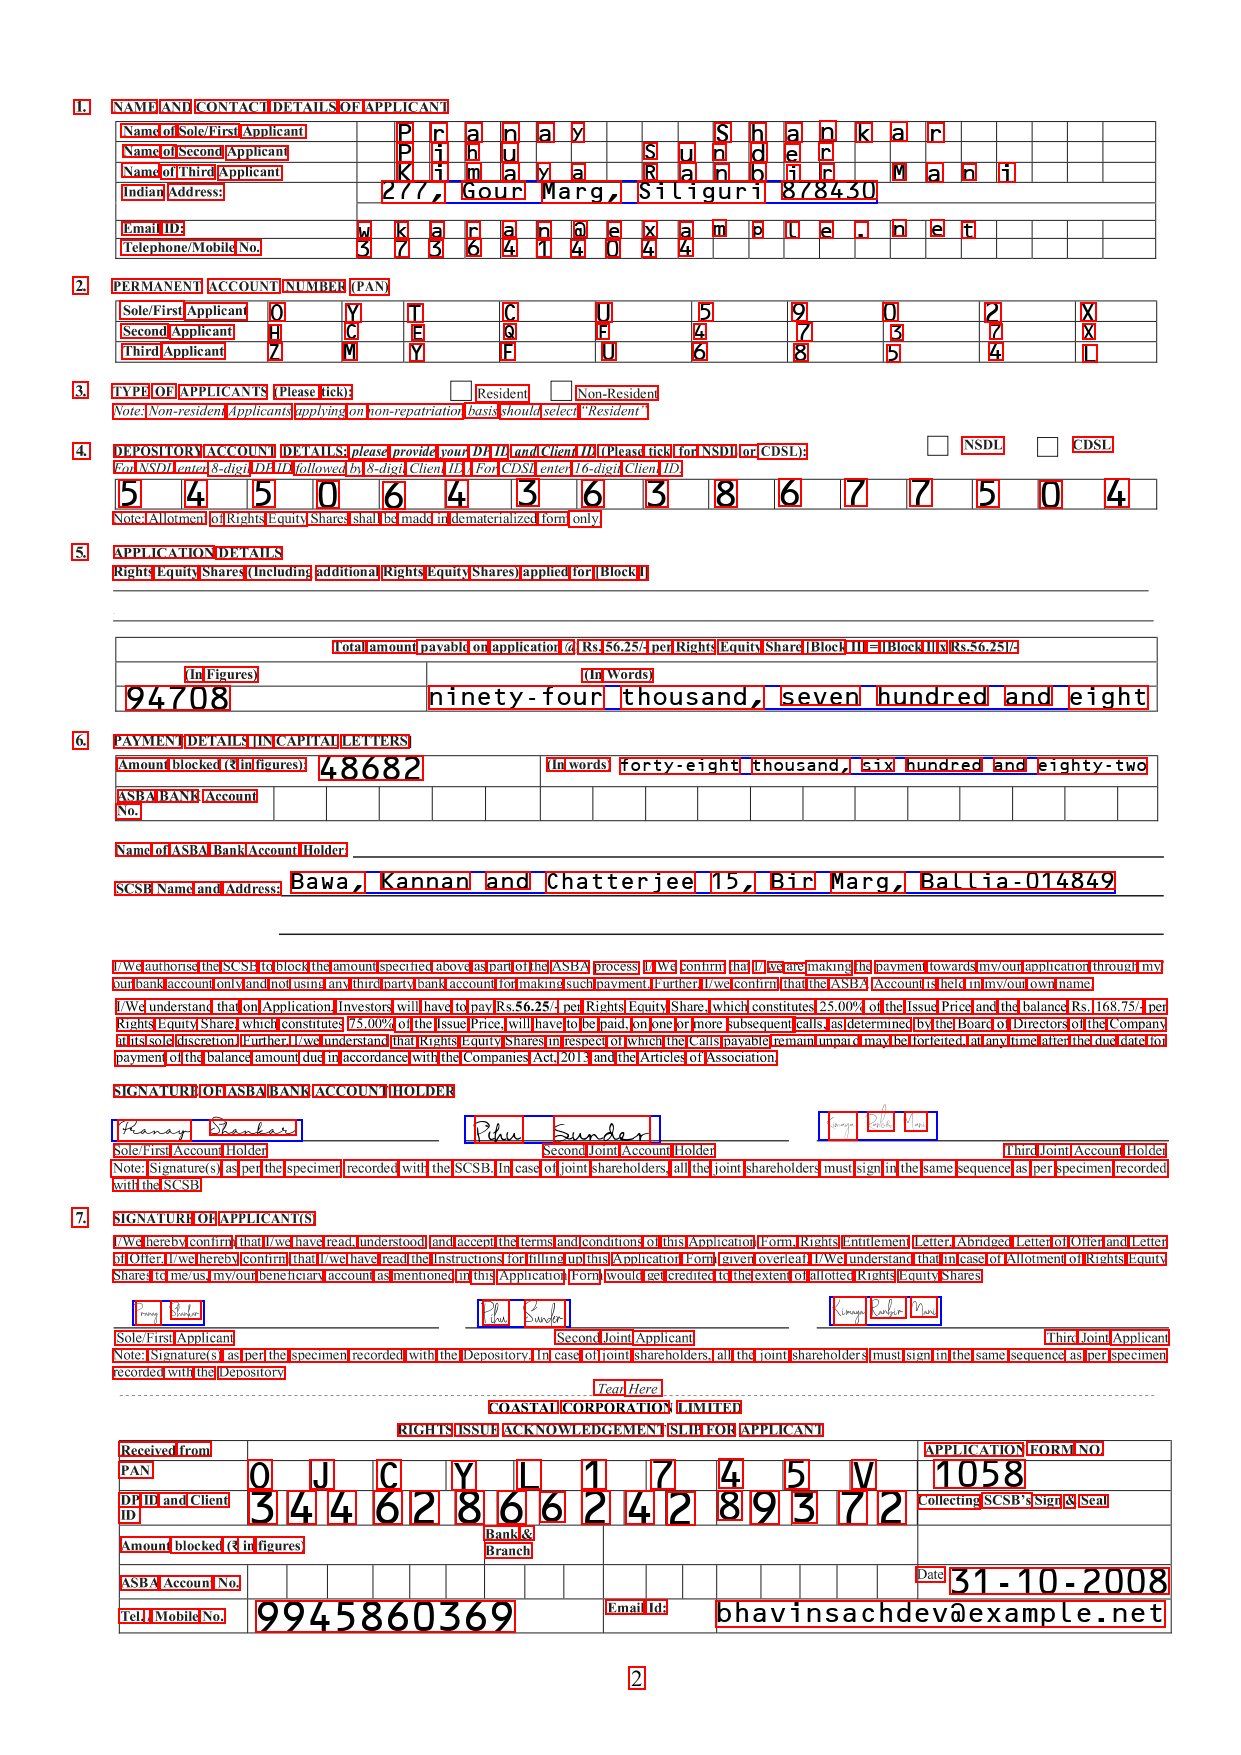 1. NAME AND CONTACT DETAILS OF APPLICANT
Name of Sole/First Applicant Pranay Shankar
Name of Second Applicant Pihu Sunder
Name of Third Applicant Kimaya Ranbir Mani
Indian Address: 277, Gour Marg, Siliguri 878430
Email ID: wkaran@example.net
Telephone/Mobile No. 3736414044
2. PERMANENT ACCOUNT NUMBER (PAN)
Sole/First Applicant O Y T C U 5 9 0 2 X
Second Applicant H C E Q F 4 7 3 7 X
Third Applicant Z M Y F U 6 8 5 4 L
3. TYPE OF APPLICANTS (Please tick): Resident Non-Resident
Note: Non-resident Applicants applying on non-repatriation basis should select "Resident"
4. DEPOSITORY ACCOUNT DETAILS: please provide your DP ID and Client ID (Please tick for NSDL or CDSL): NSDL CDSL
For NSDL enter 8-digit DP ID followed by 8-digit Client ID / For CDSL enter 16-digit Client ID.
5 4 5 0 6 4 3 6 3 8 6 7 7 5 0 4
Note: Allotment of Rights Equity Shares shall be made in dematerialized form only.
5. APPLICATION DETAILS
Rights Equity Shares (Including additional Rights Equity Shares) applied for [Block I]
Total amount payable on application @ Rs. 56.25/- per Rights Equity Share [Block II] = [Block I] x Rs.56.25]/-
(In Figures) (In Words)
94708 ninety-four thousand, seven hundred and eight
6. PAYMENT DETAILS [IN CAPITAL LETTERS]
Amount blocked (₹ in figures): 48682 (In words) forty-eight thousand, six hundred and eighty-two
ASBA BANK Account
No.
Name of ASBA Bank Account Holder:
SCSB Name and Address: Bawa, Kannan and Chatterjee 15, Bir Marg, Ballia-014849
I/We authorise the SCSB to block the amount specified above as part of the ASBA process. I/ We confirm that I/ we are making the payment towards my/our application through my/
our bank account only and not using any third party bank account for making such payment. Further, I/we confirm that the ASBA Account is held in my/our own name.
I/We understand that on Application, Investors will have to pay Rs.56.25/- per Rights Equity Share, which constitutes 25.00% of the Issue Price and the balance Rs. 168.75/- per
Rights Equity Share, which constitutes 75.00% of the Issue Price, will have to be paid, on one or more subsequent calls, as determined by the Board of Directors of the Company
at its sole discretion. Further, I/we understand that Rights Equity Shares in respect of which the Calls payable remain unpaid may be forfeited, at any time after the due date for
payment of the balance amount due in accordance with the Companies Act, 2013 and the Articles of Association.
SIGNATURE OF ASBA BANK ACCOUNT HOLDER
Pranay Shankar Pihu Sunder Kimaya Ranbir Mani
Sole/First Account Holder Second Joint Account Holder Third Joint Account Holder
Note: Signature(s) as per the specimen recorded with the SCSB. In case of joint shareholders, all the joint shareholders must sign in the same sequence as per specimen recorded
with the SCSB
7. SIGNATURE OF APPLICANT(S)
I/We hereby confirm that I/we have read, understood and accept the terms and conditions of this Application Form, Rights Entitlement Letter, Abridged Letter of Offer and Letter
of Offer. I/we hereby confirm that I/we have read the Instructions for filling up this Application Form given overleaf. I/We understand that in case of Allotment of Rights Equity
Shares to me/us, my/our beneficiary account as mentioned in this Application Form would get credited to the extent of allotted Rights Equity Shares
Pranay Shankar Pihu Sunder Kimaya Ranbir Mani
Sole/First Applicant Second Joint Applicant Third Joint Applicant
Note: Signature(s) as per the specimen recorded with the Depository. In case of joint shareholders, all the joint shareholders must sign in the same sequence as per specimen
recorded with the Depository
Tear Here
COASTAL CORPORATION LIMITED
RIGHTS ISSUE ACKNOWLEDGEMENT SLIP FOR APPLICANT
Received from APPLICATION FORM NO.
PAN O J C Y L 1 7 4 5 V 1058
DP ID and Client 3 4 4 6 2 8 6 6 2 4 2 8 9 3 7 2 Collecting SCSB's Sign & Seal
ID
Amount blocked (₹ in figures) Bank &
Branch
ASBA Account No. Date 31-10-2008
Tel./ Mobile No. 9945860369 Email Id: bhavinsachdev@example.net
2